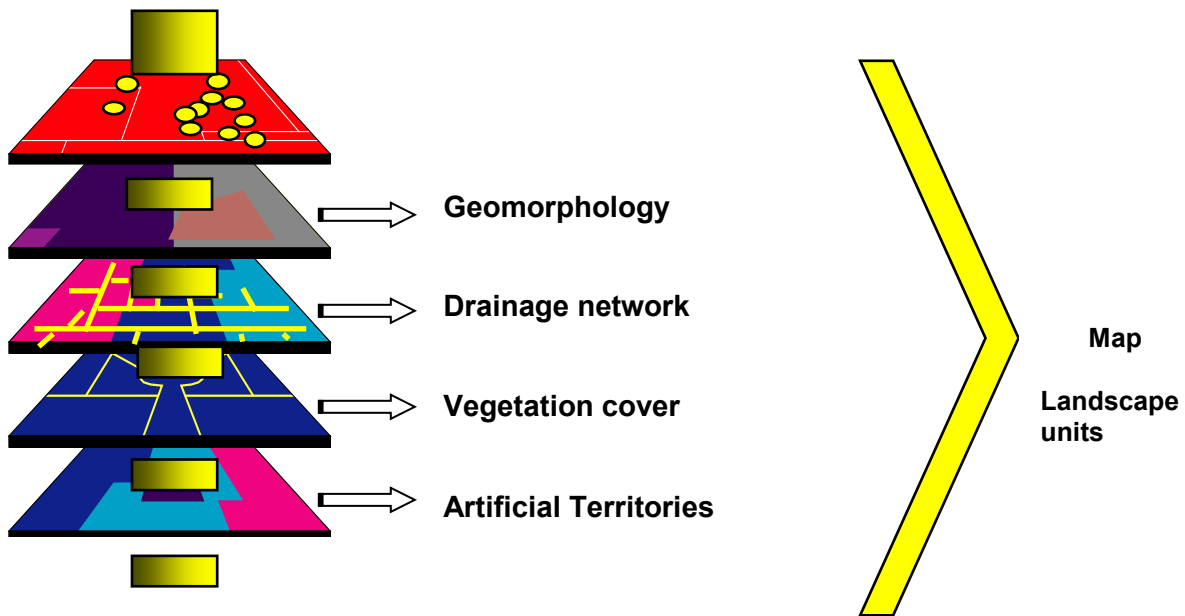 Geomorphology
Drainage network
Vegetation cover
Artificial Territories
Map
Landscape
units